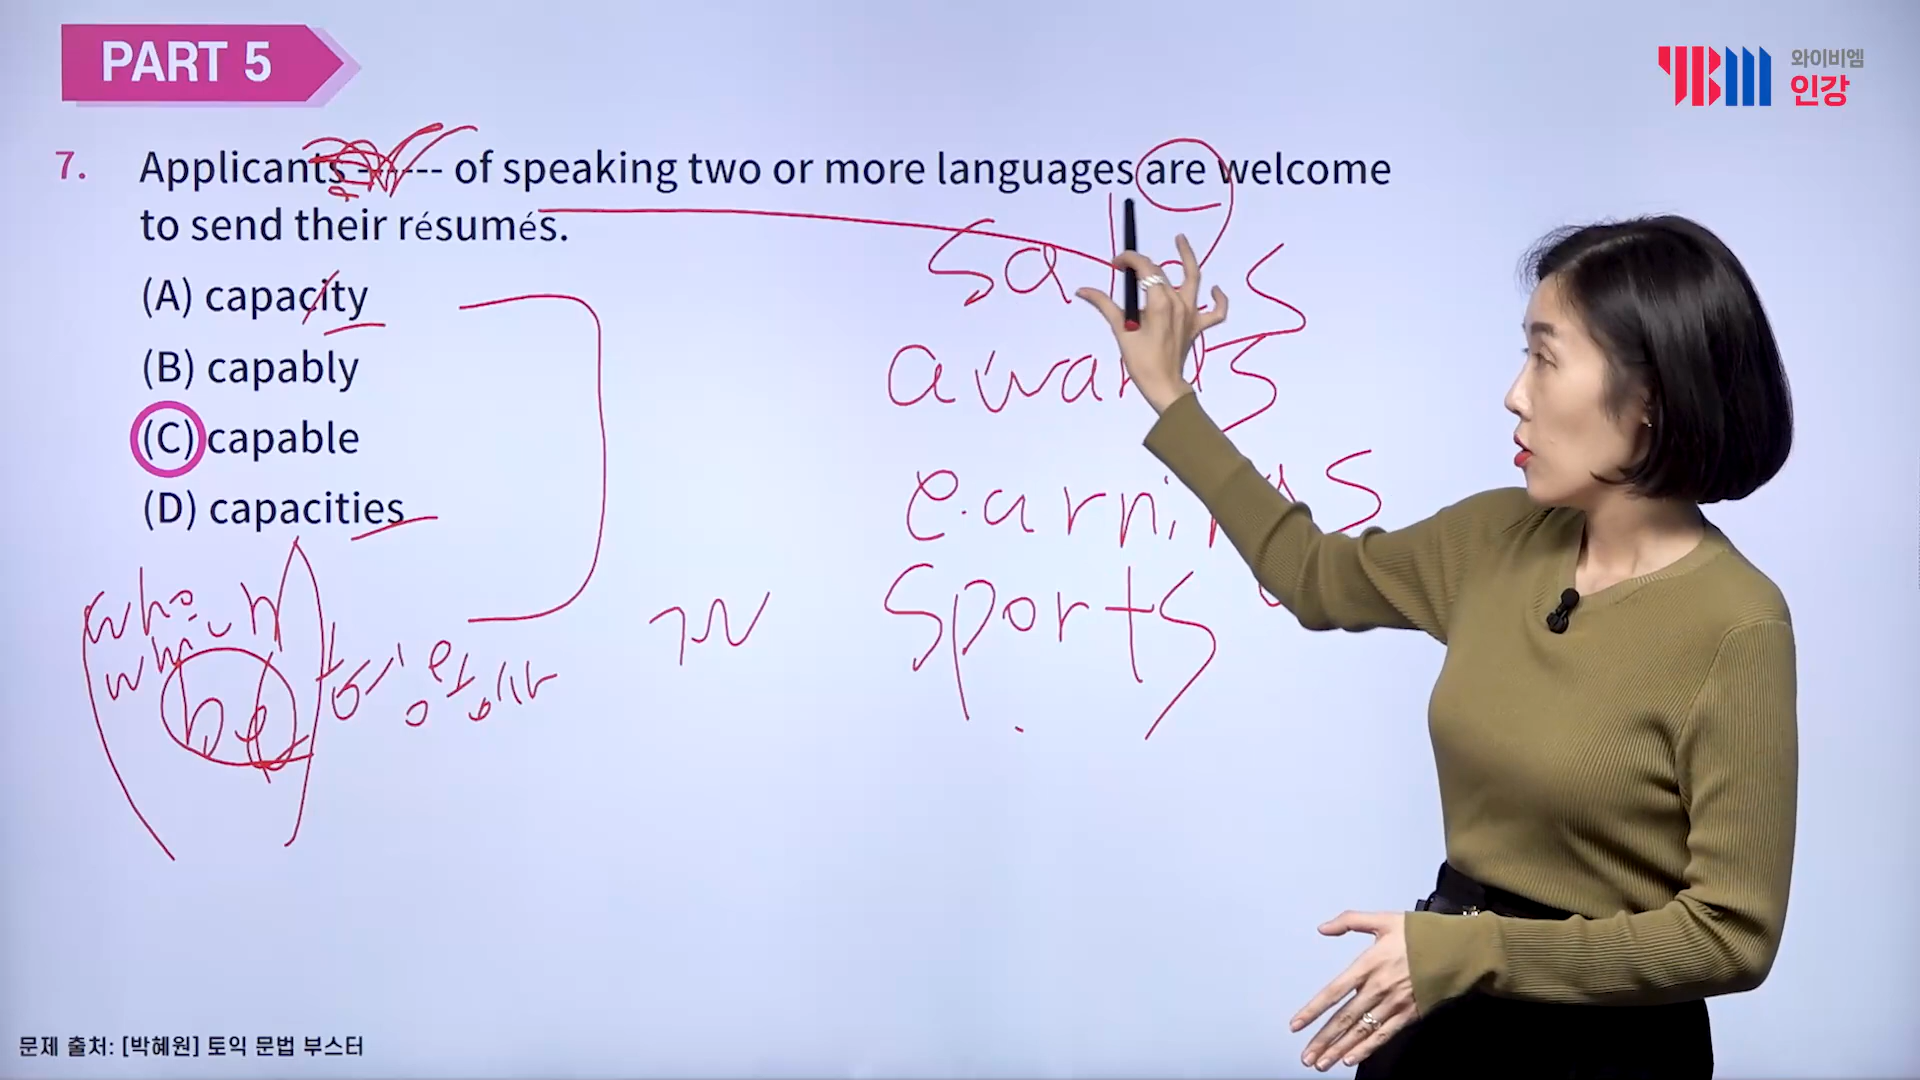 PART 5
YBM 와이비엠
인강
7. Applicants ------ of speaking two or more languages are welcome
to send their résumés.
(A) capacity
(B) capably
(C) capable
(D) capacities
sales
awards
earnings
sports
who
be
문제 출처: [박혜원] 토익 문법 부스터